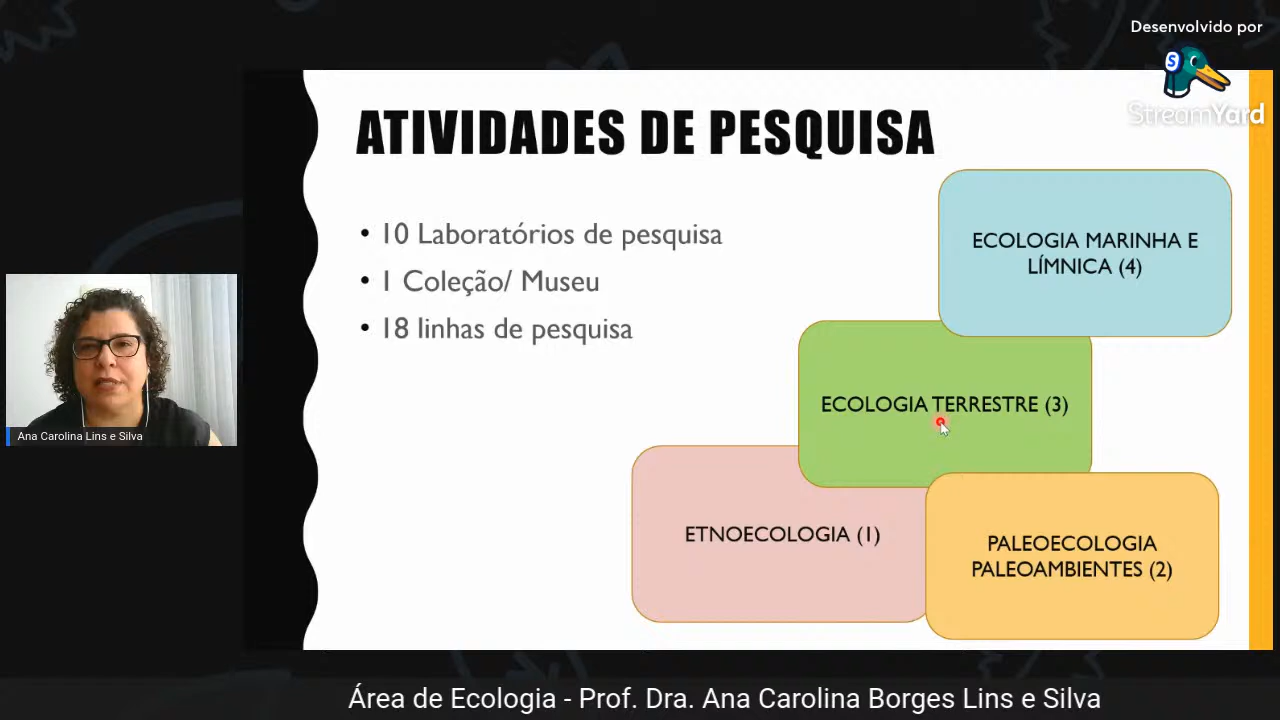 Desenvolvido por
StreamYard
ATIVIDADES DE PESQUISA
• 10 Laboratórios de pesquisa
• 1 Coleção/ Museu
• 18 linhas de pesquisa
ECOLOGIA MARINHA E
LÍMNICA (4)
ECOLOGIA TERRESTRE (3)
ETNOECOLOGIA (1)
PALEOECOLOGIA
PALEOAMBIENTES (2)
Ana Carolina Lins e Silva
Área de Ecologia - Prof. Dra. Ana Carolina Borges Lins e Silva